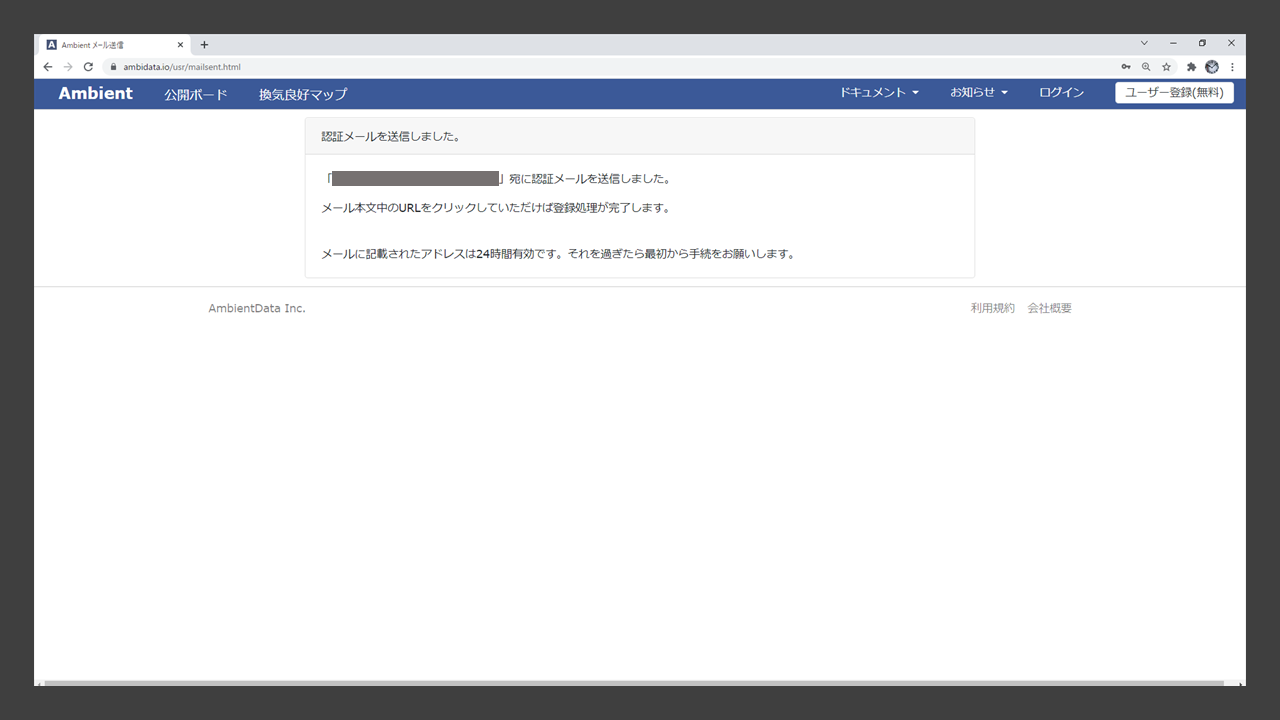 Ambient メール送信
ambidata.io/usr/mailsent.html
Ambient 公開ボード 換気良好マップ ドキュメント お知らせ ログイン ユーザー登録(無料)
認証メールを送信しました。
「」宛に認証メールを送信しました。
メール本文中のURLをクリックしていただけば登録処理が完了します。
メールに記載されたアドレスは24時間有効です。それを過ぎたら最初から手続をお願いします。
AmbientData Inc. 利用規約 会社概要